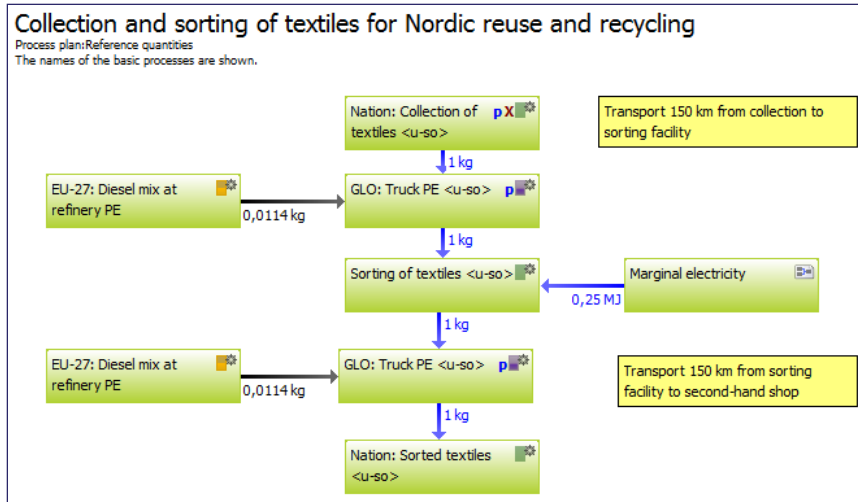 Collection and sorting of textiles for Nordic reuse and recycling
Process plan:Reference quantities
The names of the basic processes are shown.
Nation: Collection of pX
textiles <u-so>
Transport 150 km from collection to
sorting facility
1 kg
EU-27: Diesel mix at
refinery PE
0,0114 kg
GLO: Truck PE <u-so> p
1 kg
Sorting of textiles <u-so>
Marginal electricity
0,25 MJ
1 kg
EU-27: Diesel mix at
refinery PE
0,0114 kg
GLO: Truck PE <u-so> p
Transport 150 km from sorting
facility to second-hand shop
1 kg
Nation: Sorted textiles
<u-so>